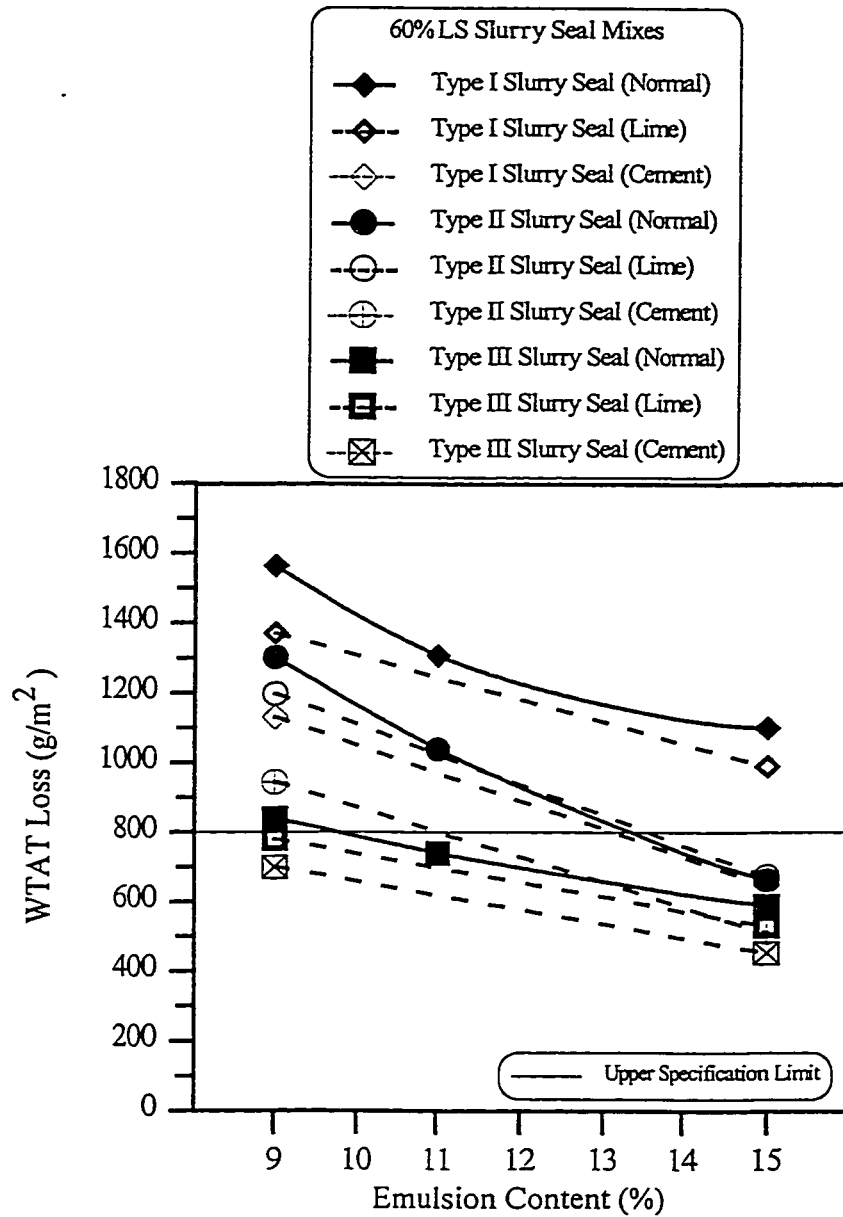 60% LS Slurry Seal Mixes
Type I Slurry Seal (Normal)
Type I Slurry Seal (Lime)
Type I Slurry Seal (Cement)
Type II Slurry Seal (Normal)
Type II Slurry Seal (Lime)
Type II Slurry Seal (Cement)
Type III Slurry Seal (Normal)
Type III Slurry Seal (Lime)
Type III Slurry Seal (Cement)
1800
1600
1400
1200
1000
800
600
400
200
0
WTAT Loss (g/m²)
Upper Specification Limit
9 10 11 12 13 14 15
Emulsion Content (%)